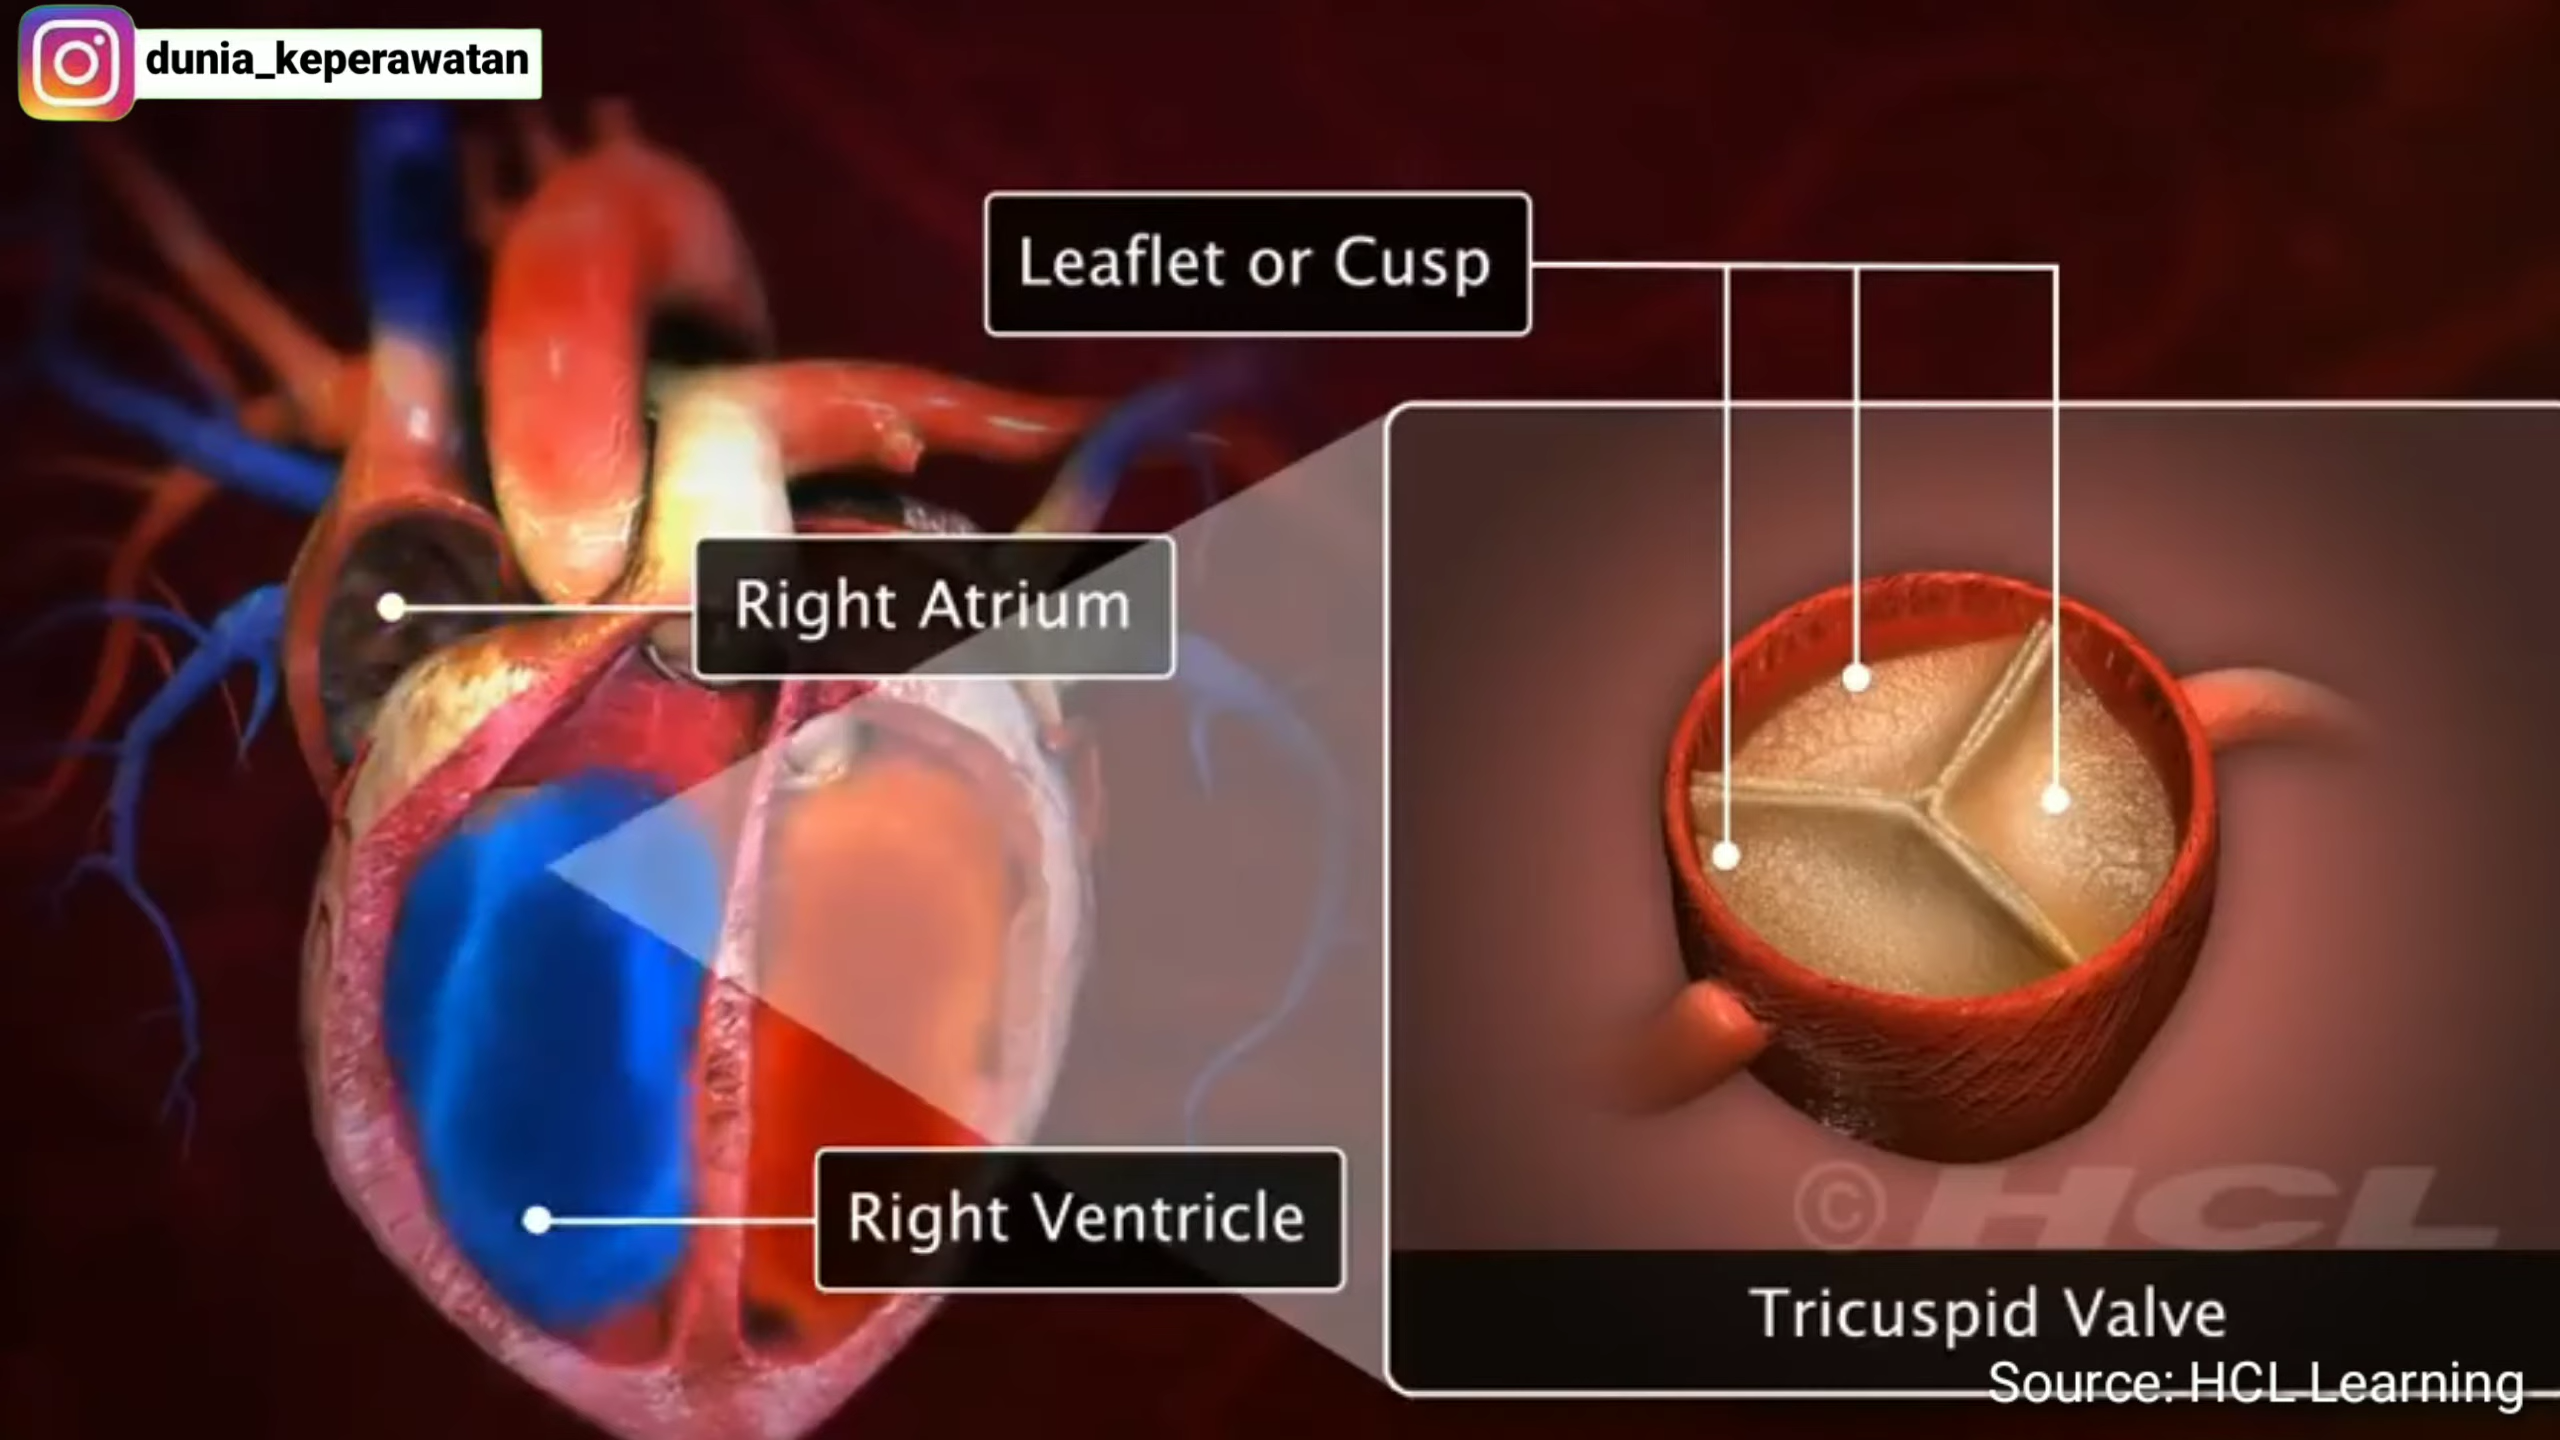 dunia_keperawatan
Leaflet or Cusp
Right Atrium
Right Ventricle
© HCL
Tricuspid Valve
Source: HCL Learning